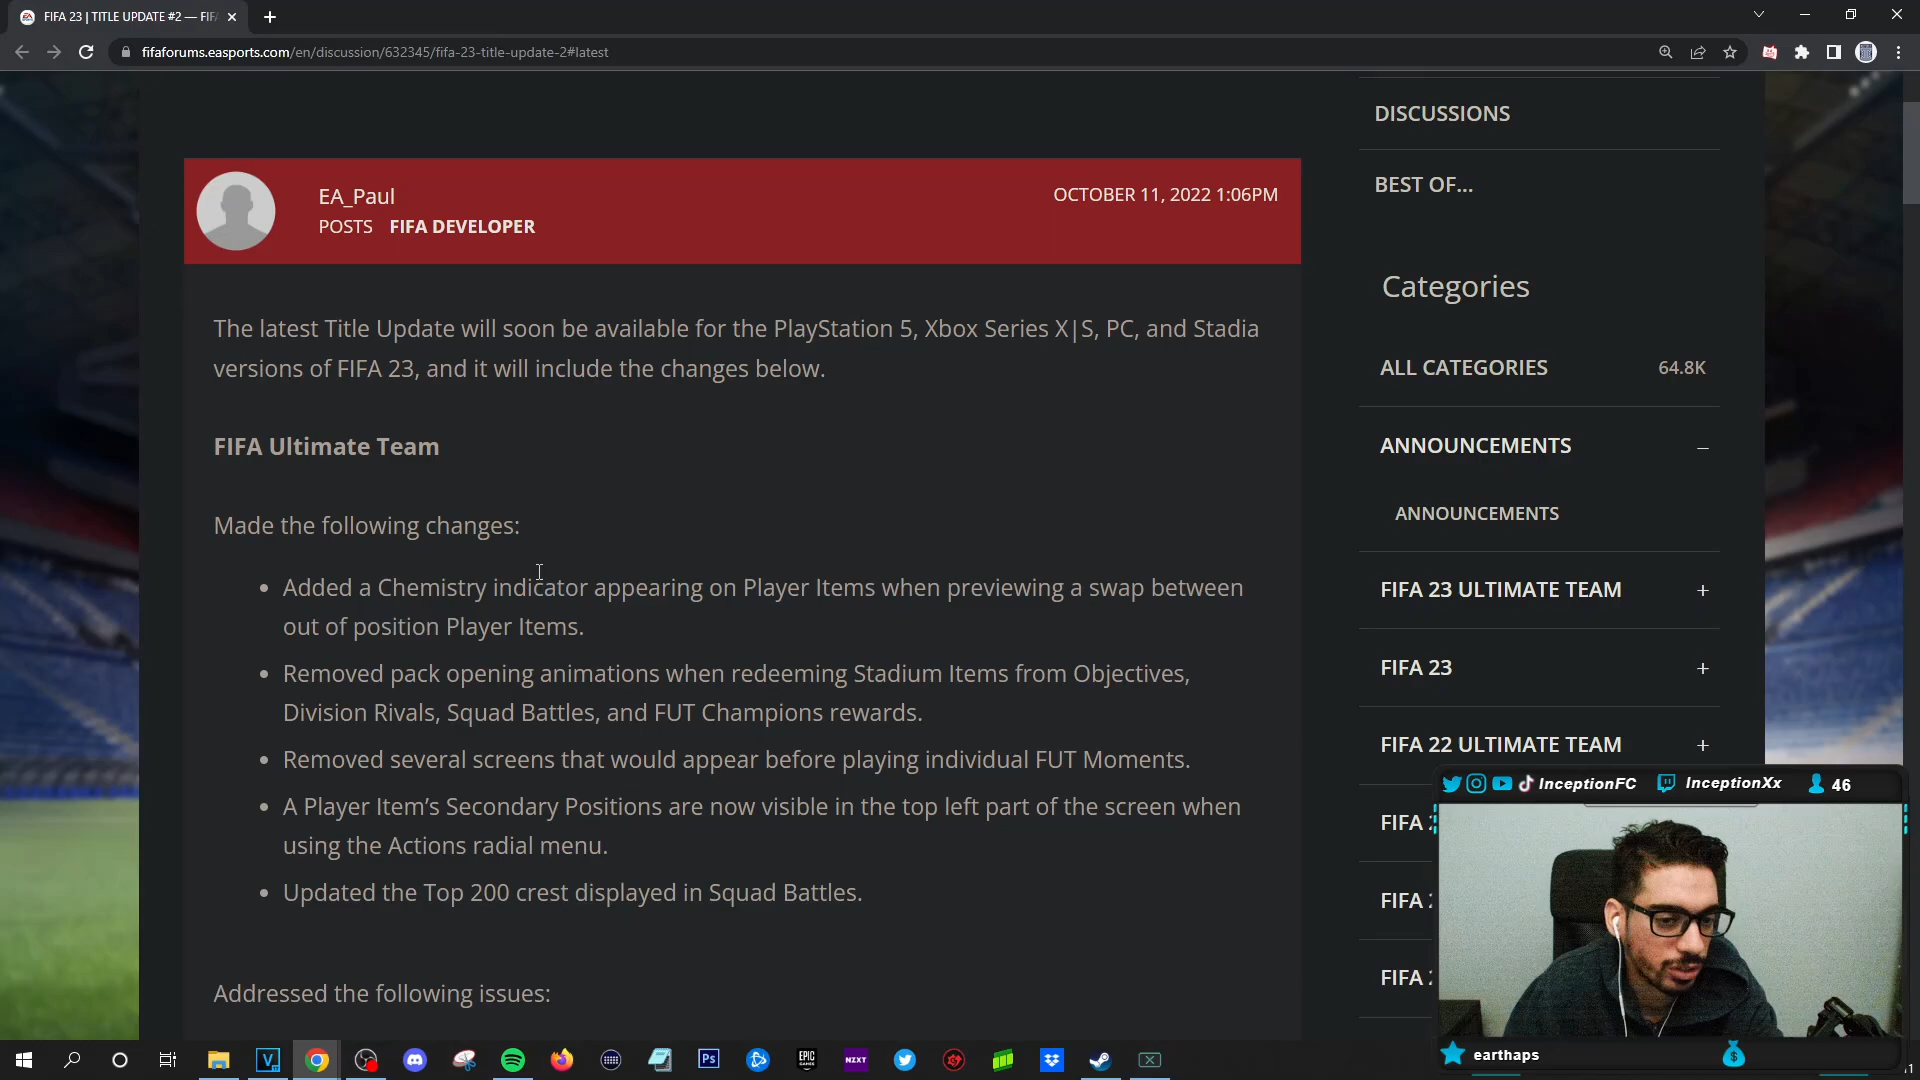 FIFA 23 | TITLE UPDATE #2 — FIF
fifaforums.easports.com/en/discussion/632345/fifa-23-title-update-2#latest
DISCUSSIONS
BEST OF...
EA_Paul
OCTOBER 11, 2022 1:06PM
POSTS FIFA DEVELOPER
The latest Title Update will soon be available for the PlayStation 5, Xbox Series X|S, PC, and Stadia
versions of FIFA 23, and it will include the changes below.
FIFA Ultimate Team
Made the following changes:
• Added a Chemistry indicator appearing on Player Items when previewing a swap between
out of position Player Items.
• Removed pack opening animations when redeeming Stadium Items from Objectives,
Division Rivals, Squad Battles, and FUT Champions rewards.
• Removed several screens that would appear before playing individual FUT Moments.
• A Player Item’s Secondary Positions are now visible in the top left part of the screen when
using the Actions radial menu.
• Updated the Top 200 crest displayed in Squad Battles.
Addressed the following issues:
Categories
ALL CATEGORIES 64.8K
ANNOUNCEMENTS –
ANNOUNCEMENTS
FIFA 23 ULTIMATE TEAM +
FIFA 23 +
FIFA 22 ULTIMATE TEAM +
InceptionFC InceptionXx 46
FIFA
FIFA
FIFA
earthaps
Ps
EPIC GAMES
NZXT